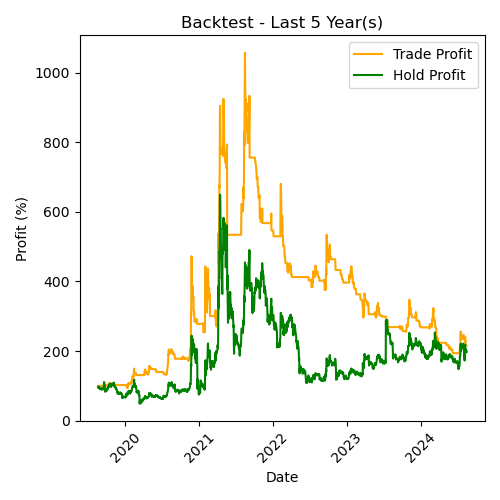 Backtest - Last 5 Year(s)
Trade Profit
Hold Profit
Profit (%)
1000
800
600
400
200
0
2020
2021
2022
2023
2024
Date